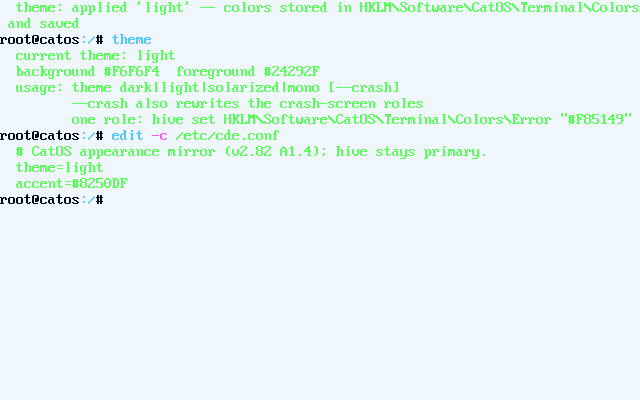 theme: applied 'light' -- colors stored in HKLM\Software\CatOS\Terminal\Colors
and saved
root@catos:/# theme
current theme: light
background #F6F6F4  foreground #24292F
usage: theme dark|light|solarized|mono [--crash]
--crash also rewrites the crash-screen roles
one role: hive set HKLM\Software\CatOS\Terminal\Colors\Error "#F85149"
root@catos:/# edit -c /etc/cde.conf
# CatOS appearance mirror (v2.82 A1.4); hive stays primary.
theme=light
accent=#8250DF
root@catos:/#